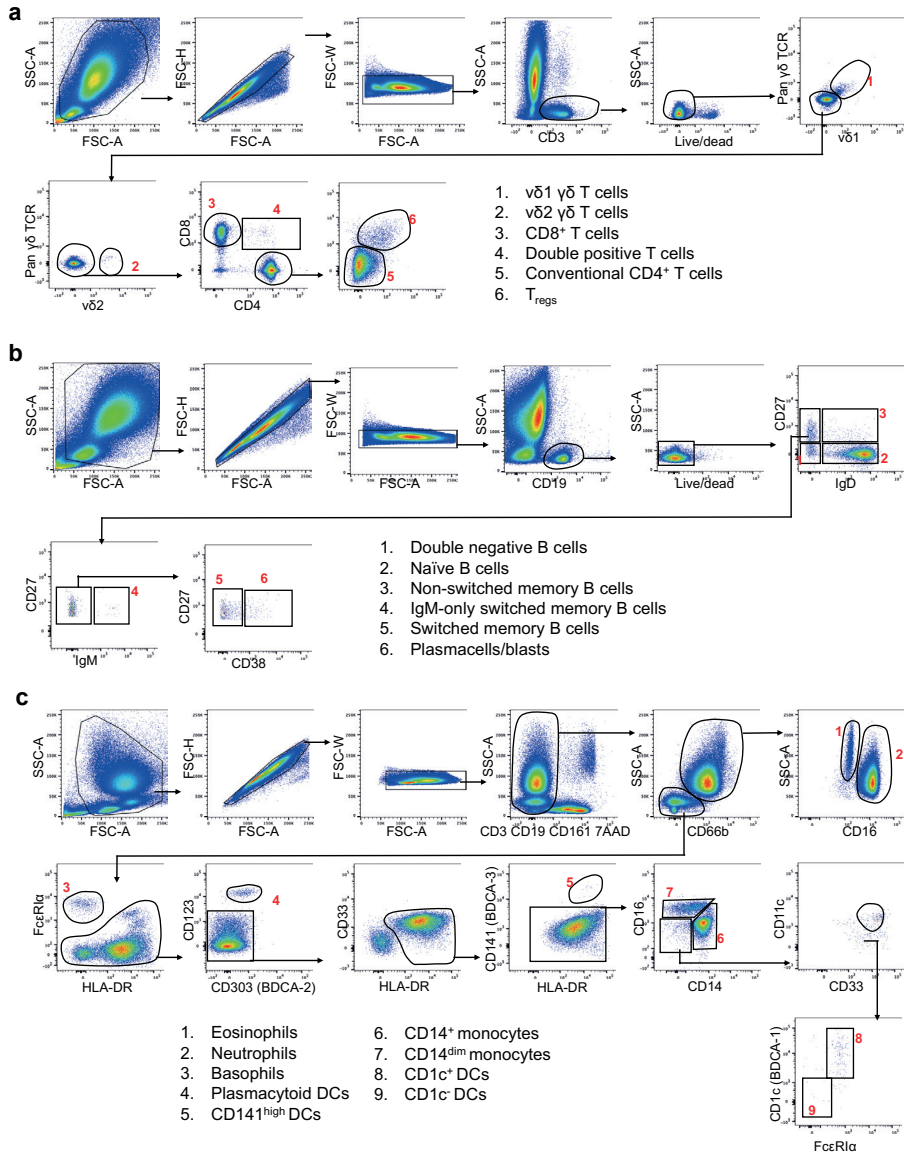 a
SSC-A
FSC-A
FSC-H
FSC-A
FSC-W
FSC-A
SSC-A
CD3
SSC-A
Live/dead
Pan γδ TCR
vδ1
1
Pan γδ TCR
vδ2
2
CD8
CD4
3
4
6
5
1. vδ1 γδ T cells
2. vδ2 γδ T cells
3. CD8+ T cells
4. Double positive T cells
5. Conventional CD4+ T cells
6. Tregs
b
SSC-A
FSC-A
FSC-H
FSC-A
FSC-W
FSC-A
SSC-A
CD19
SSC-A
Live/dead
CD27
IgD
3
1
2
CD27
IgM
4
CD27
CD38
5
6
1. Double negative B cells
2. Naïve B cells
3. Non-switched memory B cells
4. IgM-only switched memory B cells
5. Switched memory B cells
6. Plasmacells/blasts
c
SSC-A
FSC-A
FSC-H
FSC-A
FSC-W
FSC-A
SSC-A
CD3 CD19 CD161 7AAD
SSC-A
CD66b
SSC-A
CD16
1
2
FcεRIα
HLA-DR
3
CD123
CD303 (BDCA-2)
4
CD33
HLA-DR
CD141 (BDCA-3)
HLA-DR
5
CD16
CD14
7
6
CD11c
CD33
CD1c (BDCA-1)
FcεRIα
8
9
1. Eosinophils
2. Neutrophils
3. Basophils
4. Plasmacytoid DCs
5. CD141high DCs
6. CD14+ monocytes
7. CD14dim monocytes
8. CD1c+ DCs
9. CD1c- DCs